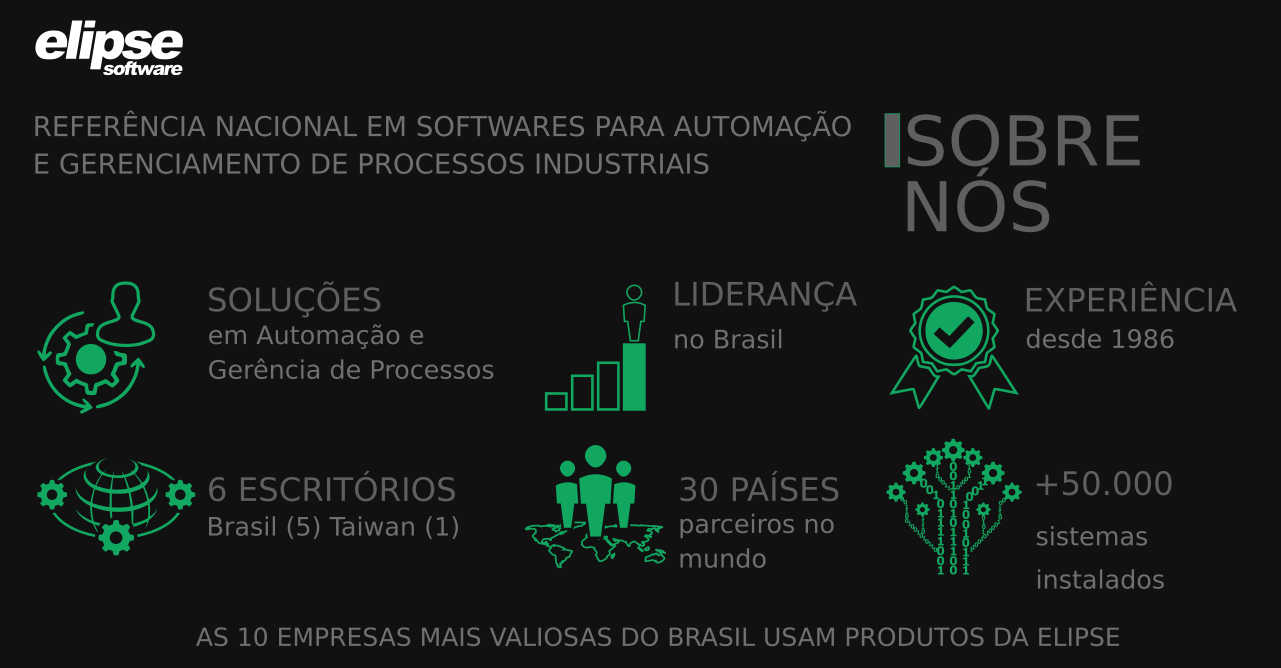 elipse
software
REFERÊNCIA NACIONAL EM SOFTWARES PARA AUTOMAÇÃO
E GERENCIAMENTO DE PROCESSOS INDUSTRIAIS
SOBRE
NÓS
SOLUÇÕES
em Automação e
Gerência de Processos
LIDERANÇA
no Brasil
EXPERIÊNCIA
desde 1986
6 ESCRITÓRIOS
Brasil (5) Taiwan (1)
30 PAÍSES
parceiros no
mundo
+50.000
sistemas
instalados
AS 10 EMPRESAS MAIS VALIOSAS DO BRASIL USAM PRODUTOS DA ELIPSE